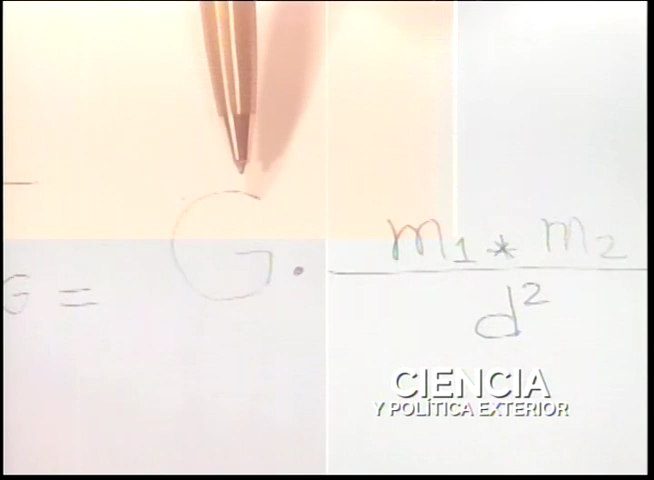 G = G · m1 * m2
d²
CIENCIA
Y POLÍTICA EXTERIOR